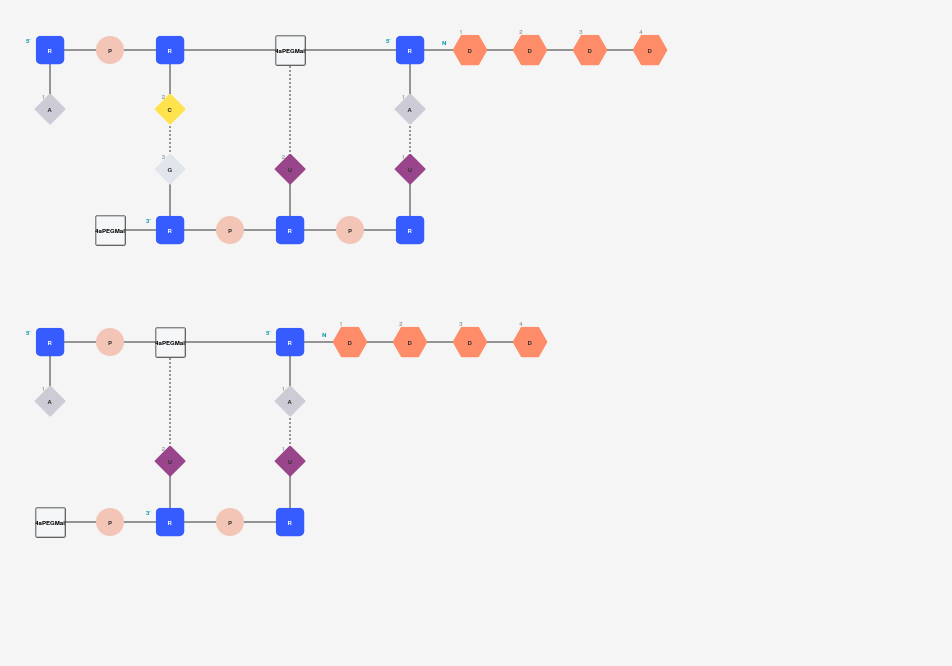 5' R P R 4aPEGMal 5' R N 1 D 2 D 3 D 4 D
1 A 2 C 1 A
3 G 2 U 1 U
4aPEGMal 3' R P R P R
5' R P 4aPEGMal 5' R N 1 D 2 D 3 D 4 D
1 A 1 A
2 U 1 U
4aPEGMal P 3' R P R